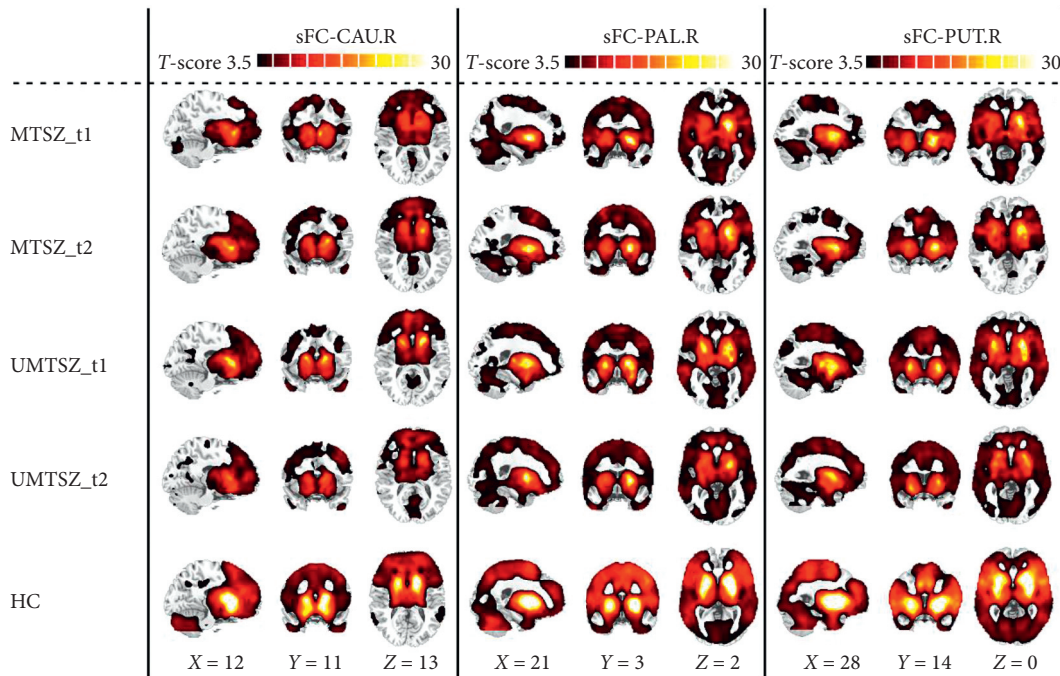 sFC-CAU.R sFC-PAL.R sFC-PUT.R
T-score 3.5 30 T-score 3.5 30 T-score 3.5 30
MTSZ_t1
MTSZ_t2
UMTSZ_t1
UMTSZ_t2
HC
X = 12 Y = 11 Z = 13 X = 21 Y = 3 Z = 2 X = 28 Y = 14 Z = 0